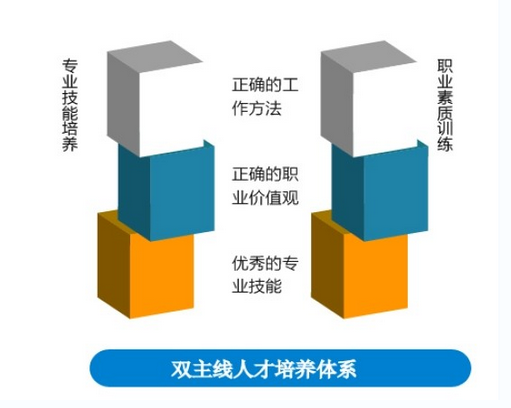 专业技能培养
正确的工
作方法
正确的职
业价值观
优秀的专
业技能
职业素质训练
双主线人才培养体系